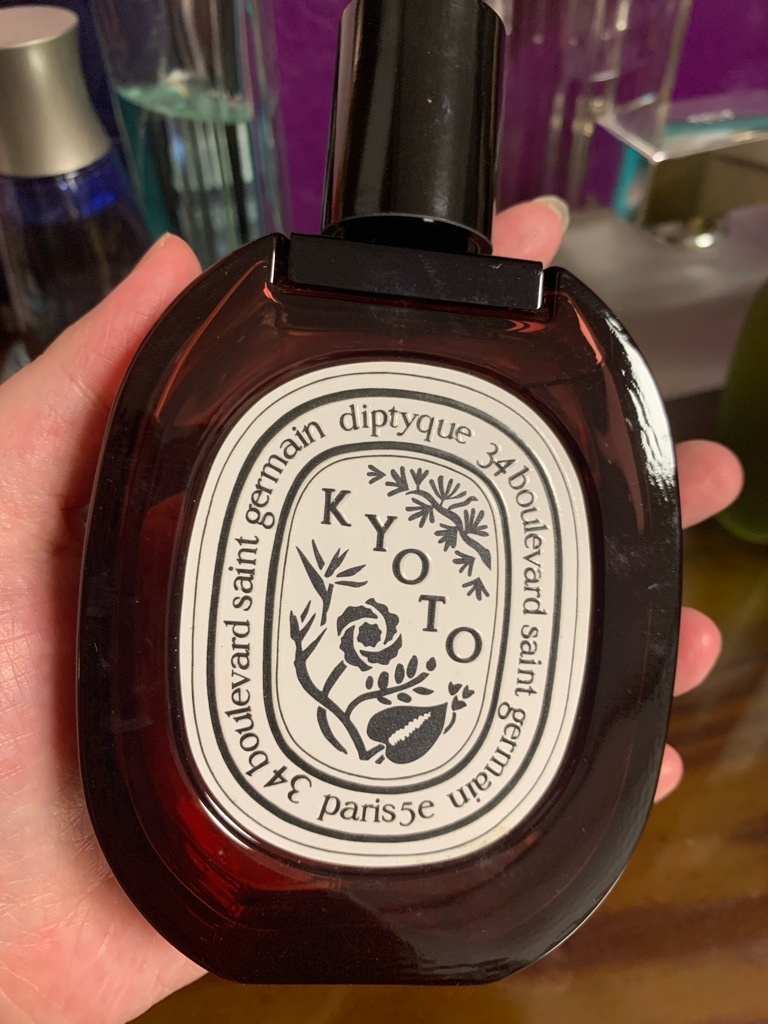 diptyque 34 boulevard saint germain
paris5e
34 boulevard saint germain
KYOTO